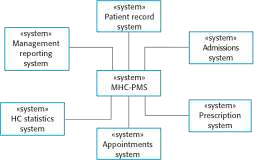 «system»
Patient record
system
«system»
Management
reporting
system
«system»
Admissions
system
«system»
MHC-PMS
«system»
HC statistics
system
«system»
Prescription
system
«system»
Appointments
system